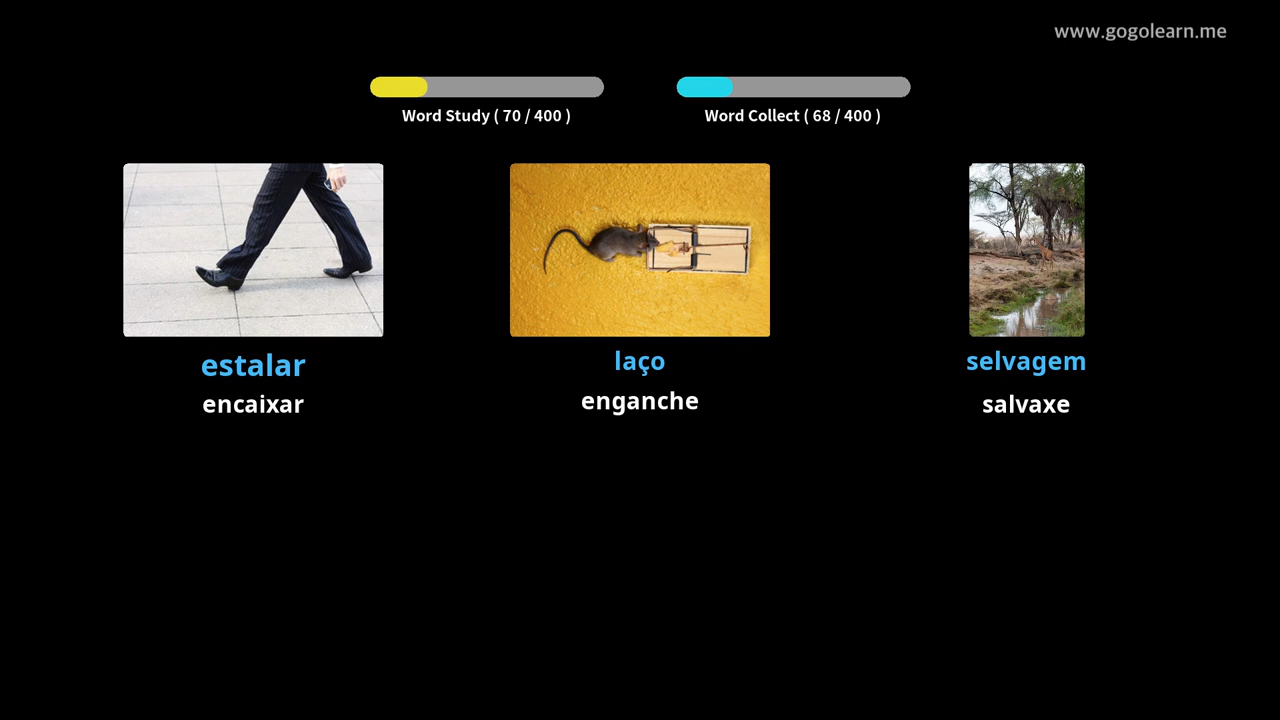 www.gogolearn.me
Word Study ( 70 / 400 )
Word Collect ( 68 / 400 )
estalar
encaixar
laço
enganche
selvagem
salvaxe